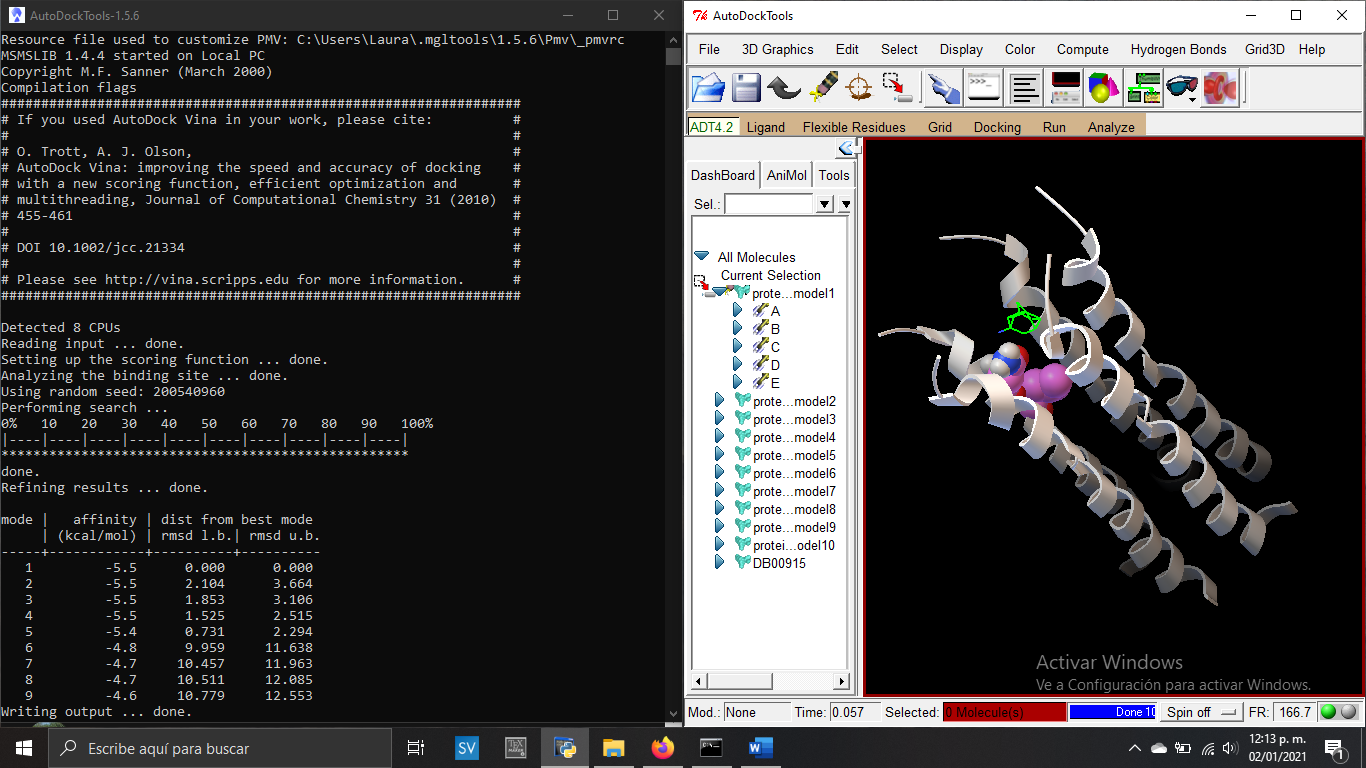 AutoDockTools-1.5.6
Resource file used to customize PMV: C:\Users\Laura\.mgltools\1.5.6\Pmv\_pmvrc
MSMSLIB 1.4.4 started on Local PC
Copyright M.F. Sanner (March 2000)
Compilation flags
#################################################################
# If you used AutoDock Vina in your work, please cite:          #
#                                                               #
# O. Trott, A. J. Olson,                                        #
# AutoDock Vina: improving the speed and accuracy of docking    #
# with a new scoring function, efficient optimization and       #
# multithreading, Journal of Computational Chemistry 31 (2010)  #
# 455-461                                                       #
#                                                               #
# DOI 10.1002/jcc.21334                                         #
#                                                               #
# Please see http://vina.scripps.edu for more information.      #
#################################################################
Detected 8 CPUs
Reading input ... done.
Setting up the scoring function ... done.
Analyzing the binding site ... done.
Using random seed: 200540960
Performing search ...
0%   10   20   30   40   50   60   70   80   90   100%
|----|----|----|----|----|----|----|----|----|----|
***************************************************
done.
Refining results ... done.
mode |   affinity | dist from best mode
     | (kcal/mol) | rmsd l.b.| rmsd u.b.
-----+------------+----------+----------
   1         -5.5      0.000      0.000
   2         -5.5      2.104      3.664
   3         -5.5      1.853      3.106
   4         -5.5      1.525      2.515
   5         -5.4      0.731      2.294
   6         -4.8      9.959     11.638
   7         -4.7     10.457     11.963
   8         -4.7     10.511     12.085
   9         -4.6     10.779     12.553
Writing output ... done.
AutoDockTools
File 3D Graphics Edit Select Display Color Compute Hydrogen Bonds Grid3D Help
ADT4.2 Ligand Flexible Residues Grid Docking Run Analyze
DashBoard AniMol Tools
Sel.:
All Molecules
Current Selection
prote...model1
A
B
C
D
E
prote...model2
prote...model3
prote...model4
prote...model5
prote...model6
prote...model7
prote...model8
prote...model9
protei...odel10
DB00915
Activar Windows
Ve a Configuración para activar Windows.
Mod.: None Time: 0.057 Selected: 0 Molecule(s) Done 10 Spin off FR: 166.7
Escribe aquí para buscar
SV
TEX MAKER
W
12:13 p. m.
02/01/2021
1